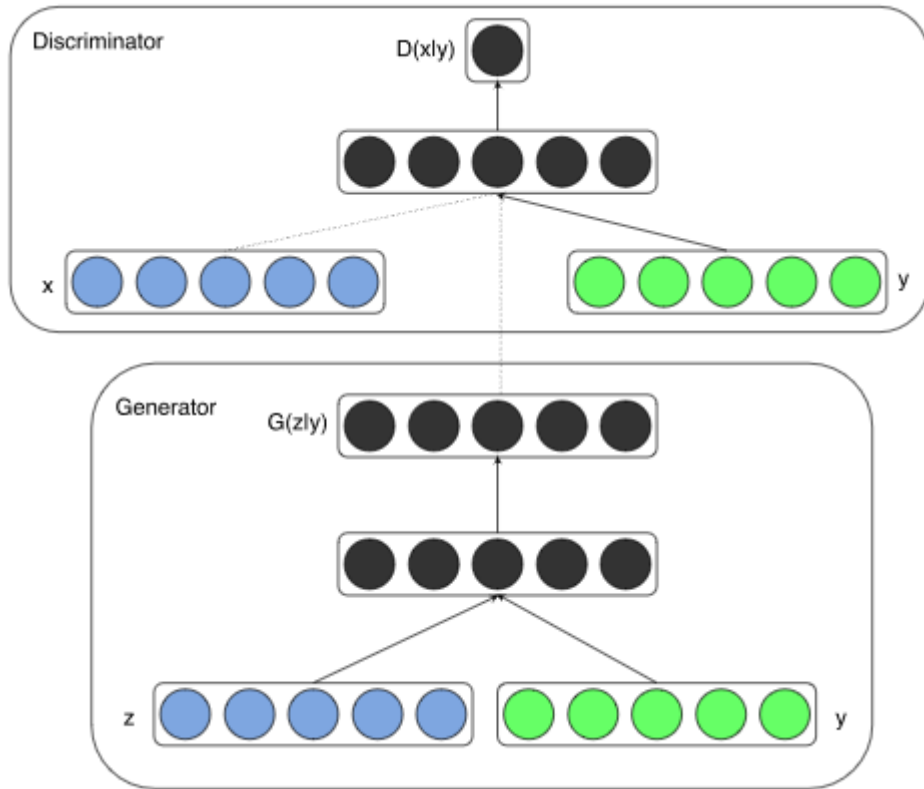 Discriminator
D(x|y)
x
y
Generator
G(z|y)
z
y